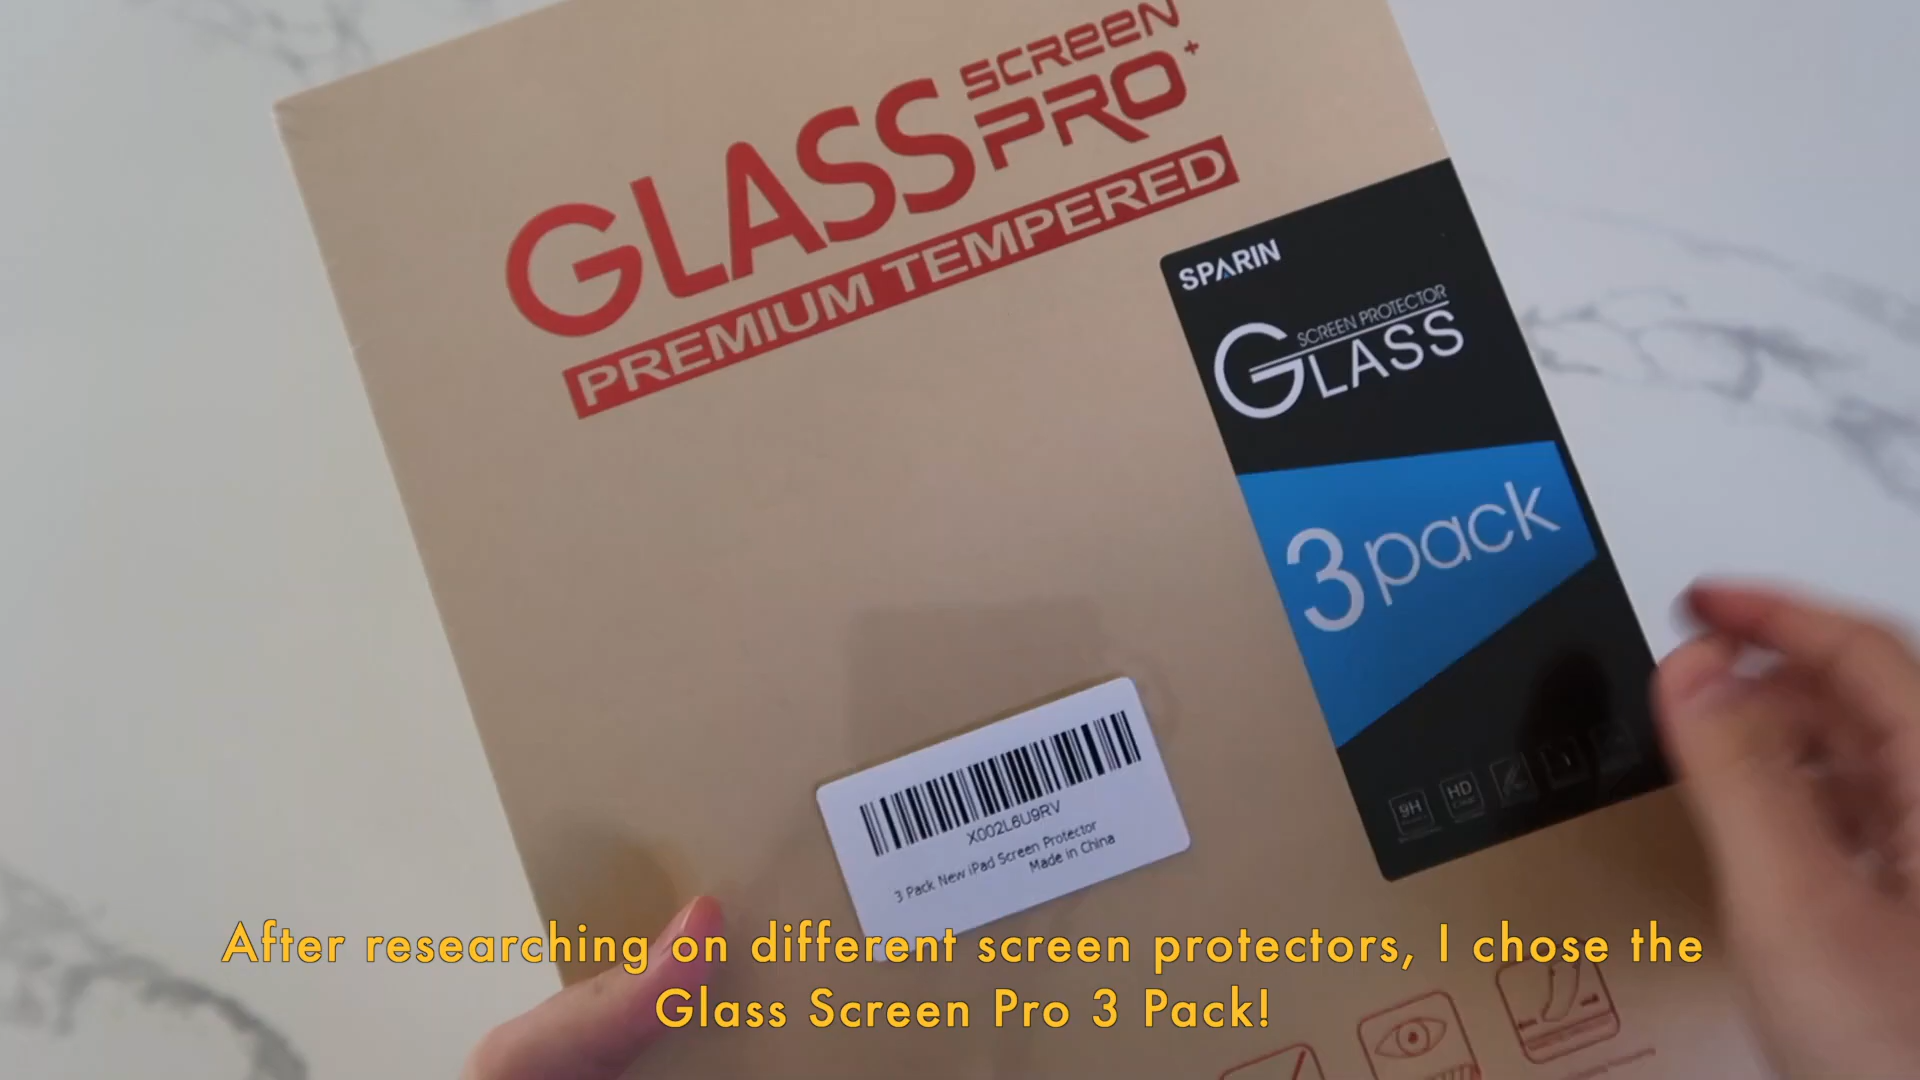 GLASS SCREEN PRO+
PREMIUM TEMPERED
SPARIN
SCREEN PROTECTOR
GLASS
3 pack
9H
HD
X002L6U9RV
3 Pack New iPad Screen Protector
Made in China
After researching on different screen protectors, I chose the
Glass Screen Pro 3 Pack!